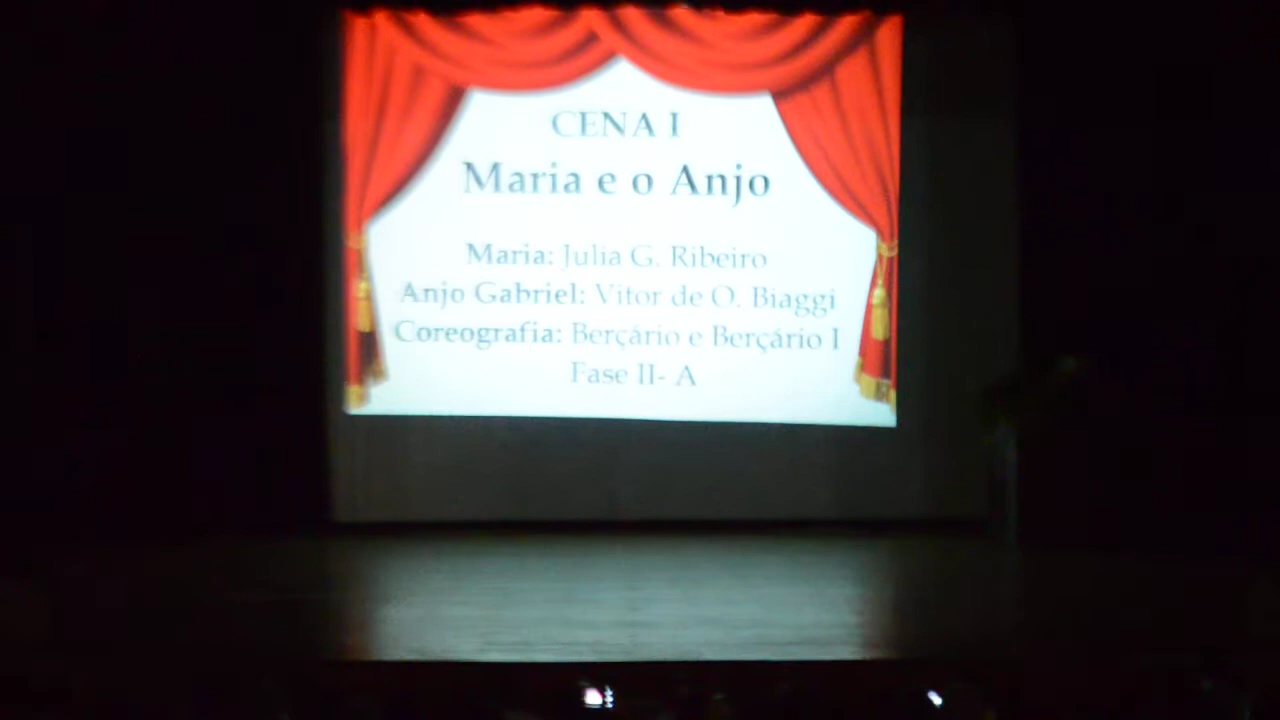 CENA I
Maria e o Anjo
Maria: Julia G. Ribeiro
Anjo Gabriel: Vitor de O. Biaggi
Coreografia: Berçário e Berçário I
Fase II- A